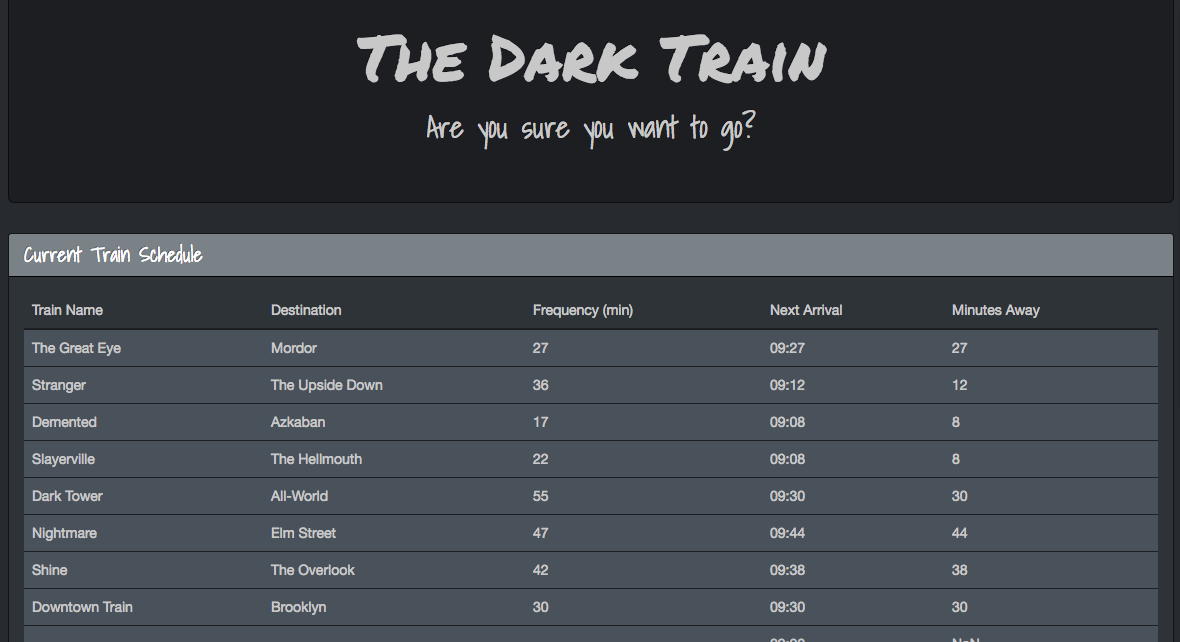 The Dark Train
Are you sure you want to go?
Current Train Schedule
Train Name Destination Frequency (min) Next Arrival Minutes Away
The Great Eye Mordor 27 09:27 27
Stranger The Upside Down 36 09:12 12
Demented Azkaban 17 09:08 8
Slayerville The Hellmouth 22 09:08 8
Dark Tower All-World 55 09:30 30
Nightmare Elm Street 47 09:44 44
Shine The Overlook 42 09:38 38
Downtown Train Brooklyn 30 09:30 30
NaN